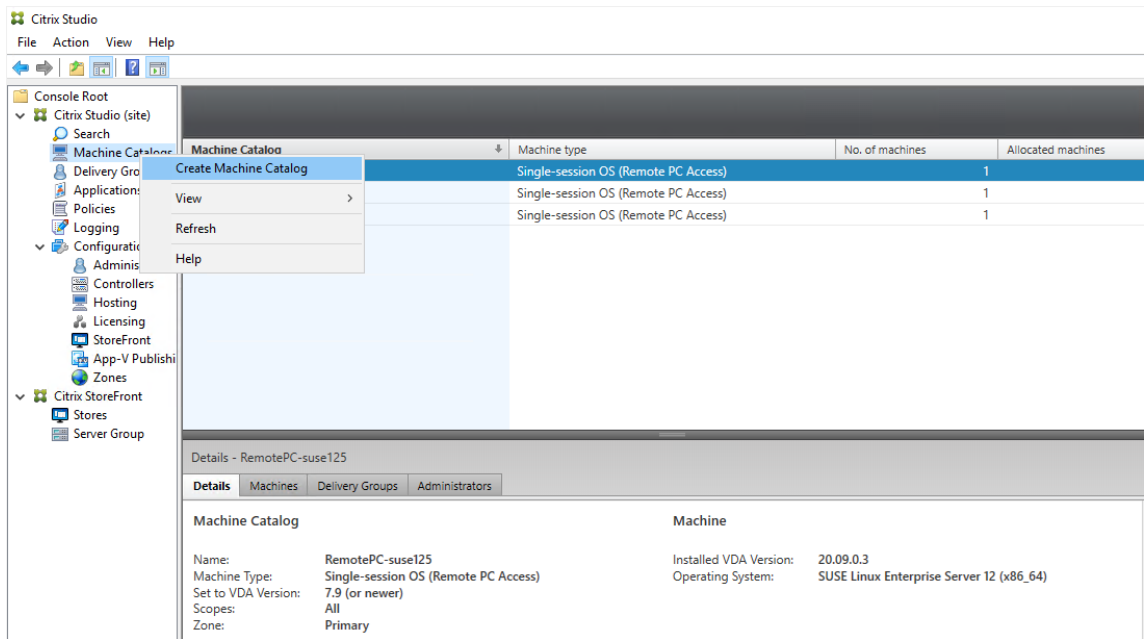 Citrix Studio
File Action View Help
Console Root
Citrix Studio (site)
Search
Machine Catalogs
Delivery Gro
Applications
Policies
Logging
Configuratio
Adminis
Controllers
Hosting
Licensing
StoreFront
App-V Publishi
Zones
Citrix StoreFront
Stores
Server Group
Create Machine Catalog
View
Refresh
Help
Machine Catalog Machine type No. of machines Allocated machines
Single-session OS (Remote PC Access) 1
Single-session OS (Remote PC Access) 1
Single-session OS (Remote PC Access) 1
Details - RemotePC-suse125
Details Machines Delivery Groups Administrators
Machine Catalog Machine
Name: RemotePC-suse125 Installed VDA Version: 20.09.0.3
Machine Type: Single-session OS (Remote PC Access) Operating System: SUSE Linux Enterprise Server 12 (x86_64)
Set to VDA Version: 7.9 (or newer)
Scopes: All
Zone: Primary